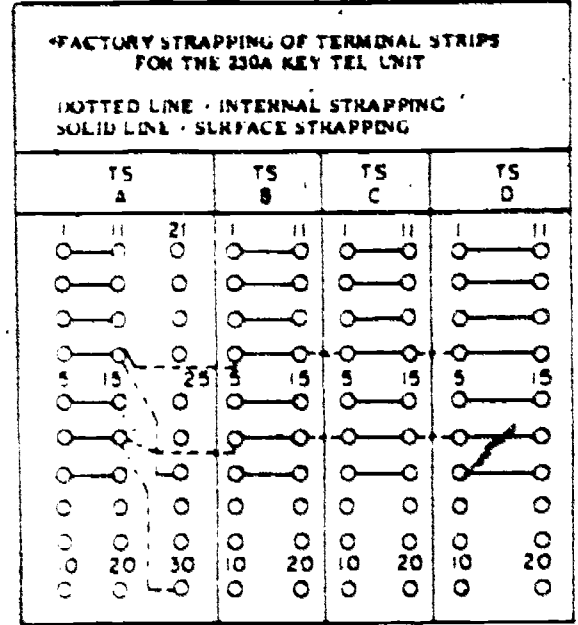 *FACTORY STRAPPING OF TERMINAL STRIPS
FOR THE 230A KEY TEL UNIT
DOTTED LINE - INTERNAL STRAPPING
SOLID LINE - SURFACE STRAPPING
TS TS TS TS
A B C D
1 11 21 1 11 1 11 1 11
5 15 25 5 15 5 15 5 15
10 20 30 10 20 10 20 10 20